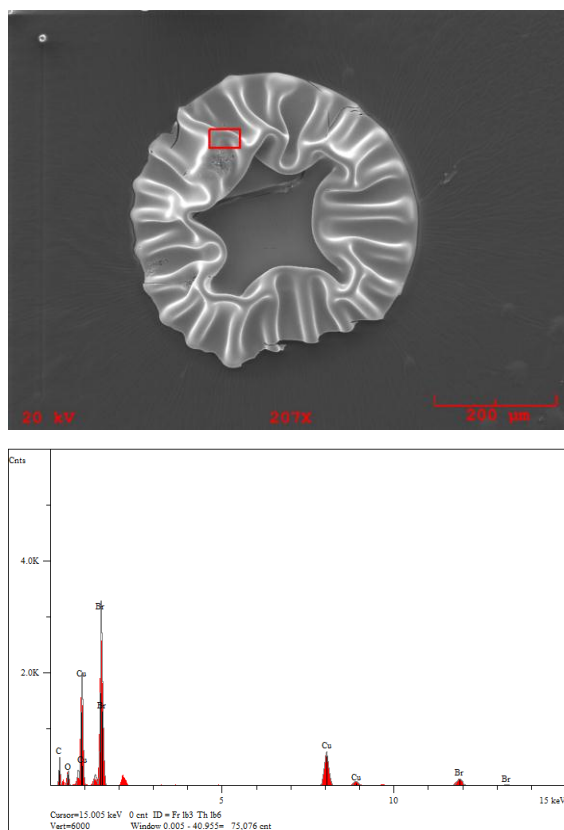 20 kV 207X 200 µm
Cnts
4.0K
Br
2.0K
Cu
Br
C
Cu
O
Cu
Cu
Br
Br
5
10
15 keV
Cursor=15.005 keV 0 cnt ID = Fr lb3 Th lb6
Vert=6000 Window 0.005 - 40.955= 75,076 cnt